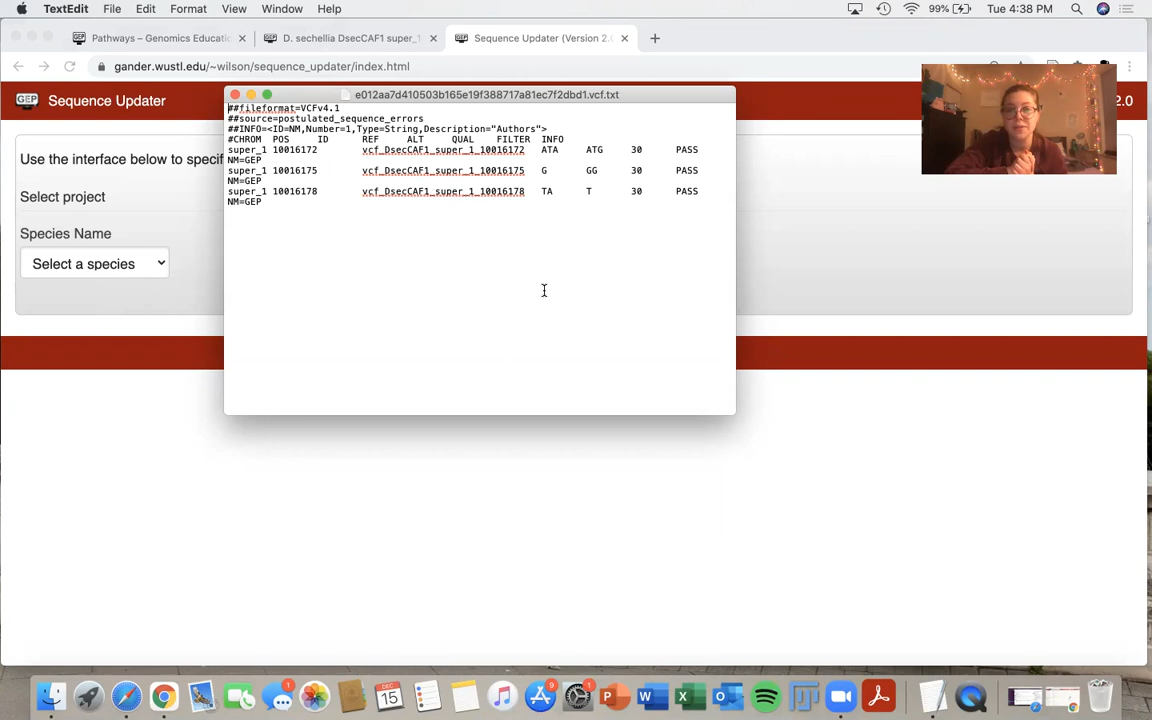 TextEdit File Edit Format View Window Help 99% Tue 4:38 PM
Pathways – Genomics Educatio × D. sechellia DsecCAF1 super_1 × Sequence Updater (Version 2. × +
gander.wustl.edu/~wilson/sequence_updater/index.html
GEP Sequence Updater 2.0
e012aa7d410503b165e19f388717a81ec7f2dbd1.vcf.txt
##fileformat=VCFv4.1
##source=postulated_sequence_errors
##INFO=<ID=NM,Number=1,Type=String,Description="Authors">
#CHROM POS ID REF ALT QUAL FILTER INFO
super_1 10016172 vcf_DsecCAF1_super_1_10016172 ATA ATG 30 PASS
NM=GEP
super_1 10016175 vcf_DsecCAF1_super_1_10016175 G GG 30 PASS
NM=GEP
super_1 10016178 vcf_DsecCAF1_super_1_10016178 TA T 30 PASS
NM=GEP
Use the interface below to specif
Select project
Species Name
Select a species